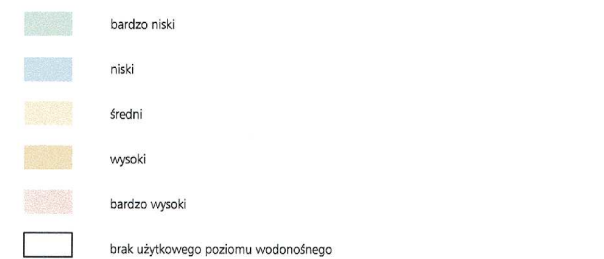 bardzo niski
niski
średni
wysoki
bardzo wysoki
brak użytkowego poziomu wodonośnego